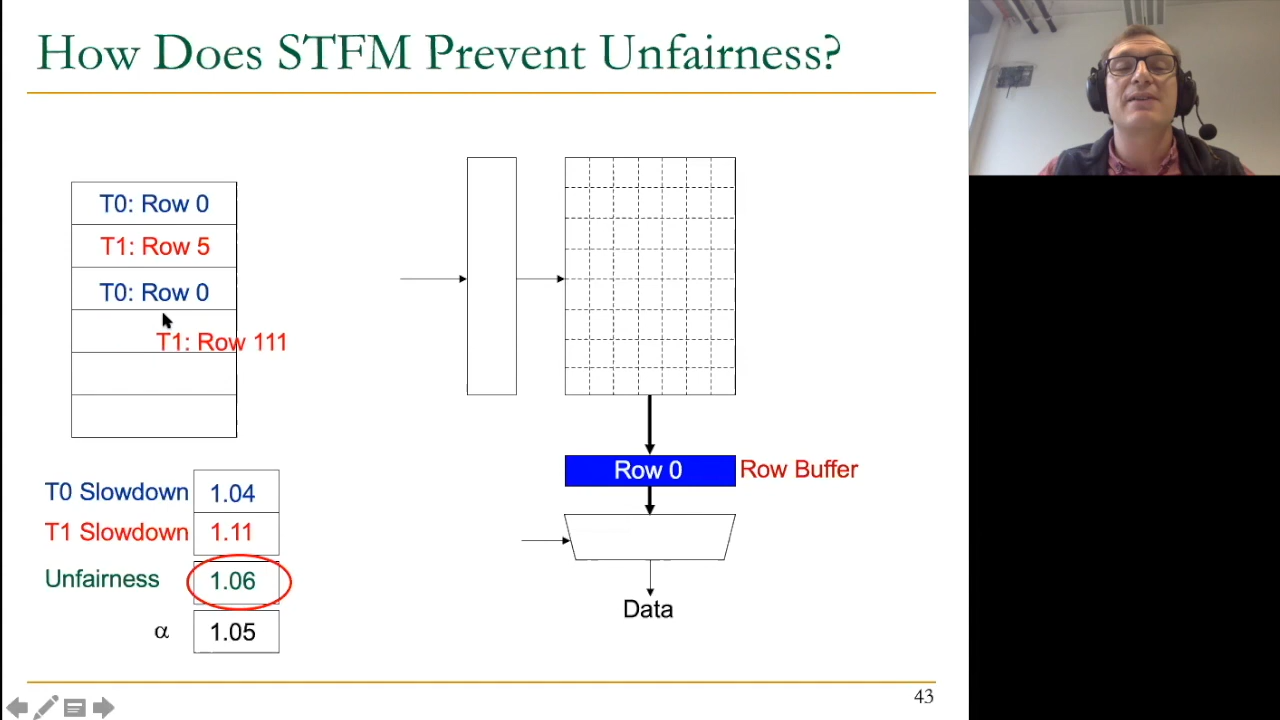 How Does STFM Prevent Unfairness?
T0: Row 0
T1: Row 5
T0: Row 0
T1: Row 111
T0 Slowdown 1.04
T1 Slowdown 1.11
Unfairness 1.06
α 1.05
Row 0 Row Buffer
Data
43